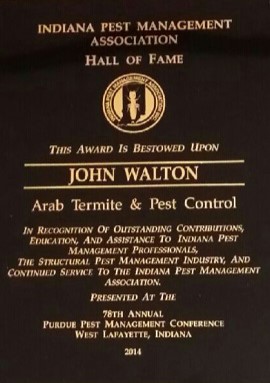 INDIANA PEST MANAGEMENT
ASSOCIATION
HALL OF FAME
THIS AWARD IS BESTOWED UPON
JOHN WALTON
Arab Termite & Pest Control
IN RECOGNITION OF OUTSTANDING CONTRIBUTIONS,
EDUCATION, AND ASSISTANCE TO INDIANA PEST
MANAGEMENT PROFESSIONALS,
THE STRUCTURAL PEST MANAGEMENT INDUSTRY, AND
CONTINUED SERVICE TO THE INDIANA PEST MANAGEMENT
ASSOCIATION.
PRESENTED AT THE
78TH ANNUAL
PURDUE PEST MANAGEMENT CONFERENCE
WEST LAFAYETTE, INDIANA
2014